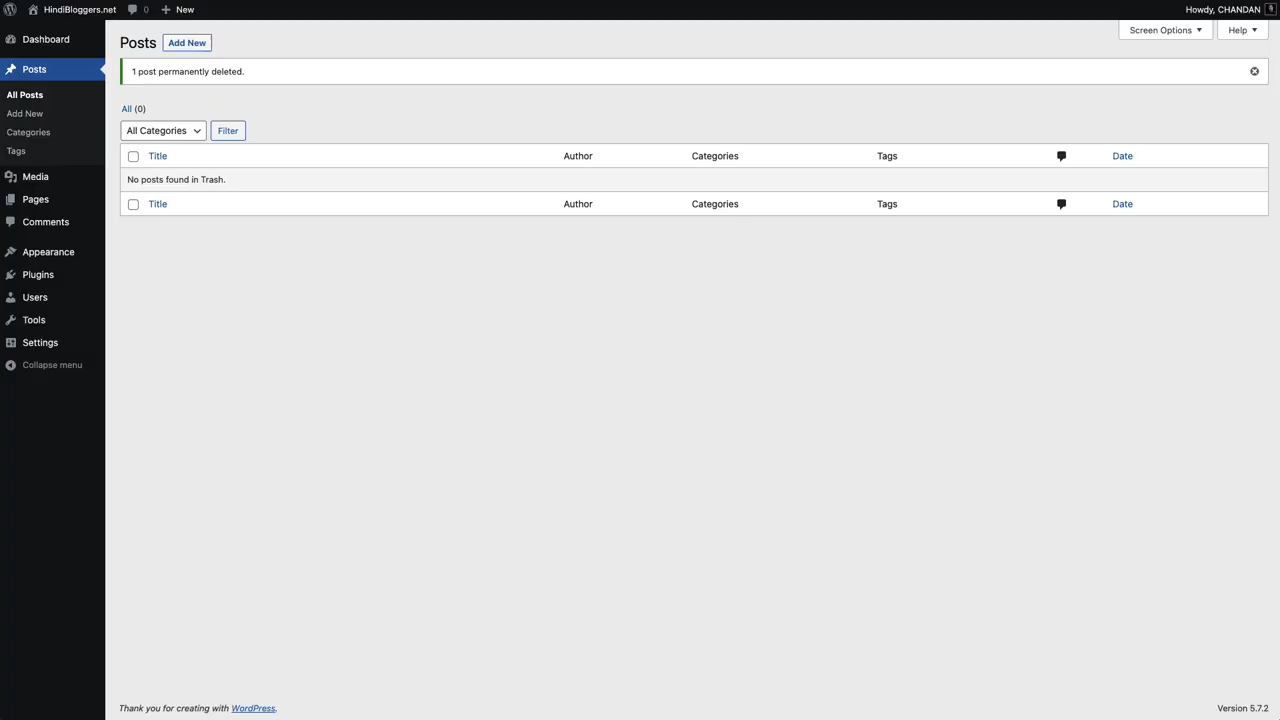 HindiBloggers.net 0 New Howdy, CHANDAN
Dashboard
Posts
All Posts
Add New
Categories
Tags
Media
Pages
Comments
Appearance
Plugins
Users
Tools
Settings
Collapse menu
Screen Options Help
Posts Add New
1 post permanently deleted.
All (0)
All Categories Filter
Title Author Categories Tags Date
No posts found in Trash.
Title Author Categories Tags Date
Thank you for creating with WordPress. Version 5.7.2